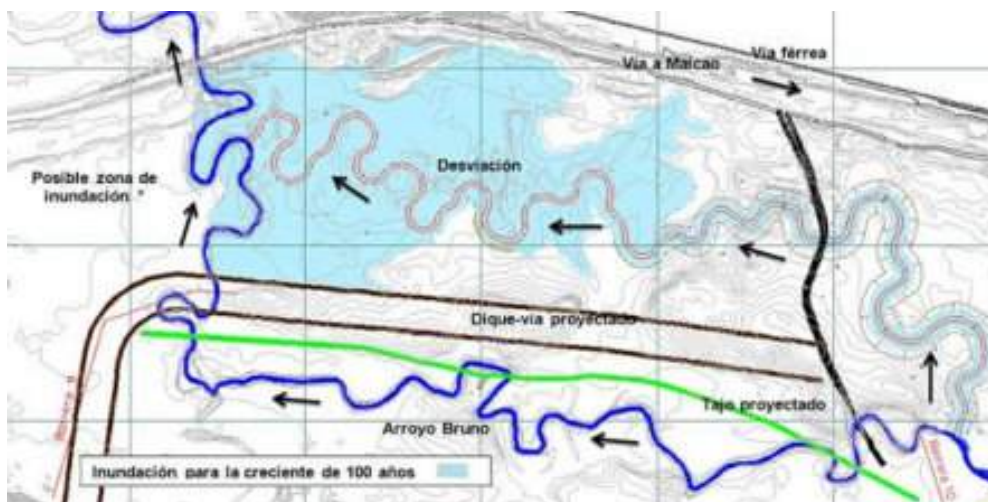 Vía férrea
Vía a Maicao
Desviación
Posible zona de
inundación *
Dique-vía proyectado
Tajo proyectado
Arroyo Bruno
Inundación para la creciente de 100 años